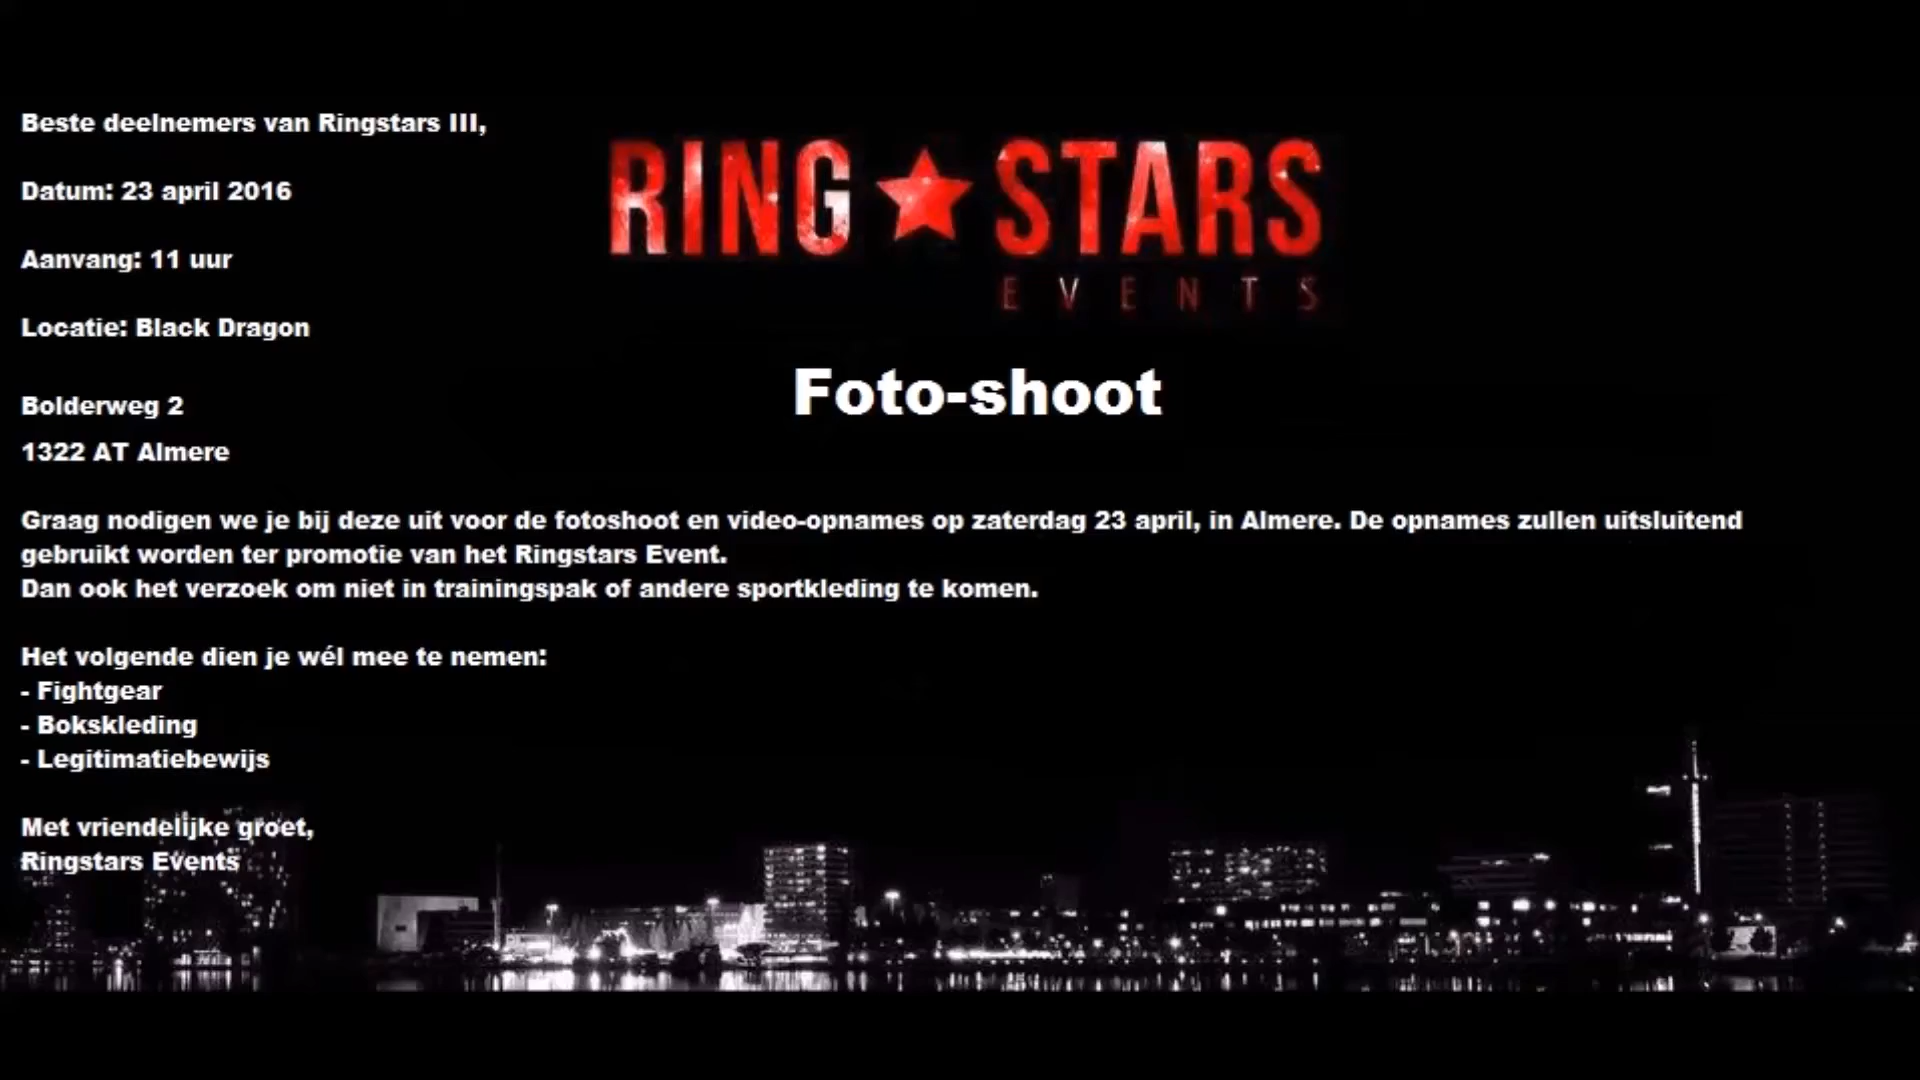 Beste deelnemers van Ringstars III,
RING★STARS
EVENTS
Datum: 23 april 2016
Aanvang: 11 uur
Locatie: Black Dragon
Foto-shoot
Bolderweg 2
1322 AT Almere
Graag nodigen we je bij deze uit voor de fotoshoot en video-opnames op zaterdag 23 april, in Almere. De opnames zullen uitsluitend
gebruikt worden ter promotie van het Ringstars Event.
Dan ook het verzoek om niet in trainingspak of andere sportkleding te komen.
Het volgende dien je wél mee te nemen:
- Fightgear
- Bokskleding
- Legitimatiebewijs
Met vriendelijke groet,
Ringstars Events